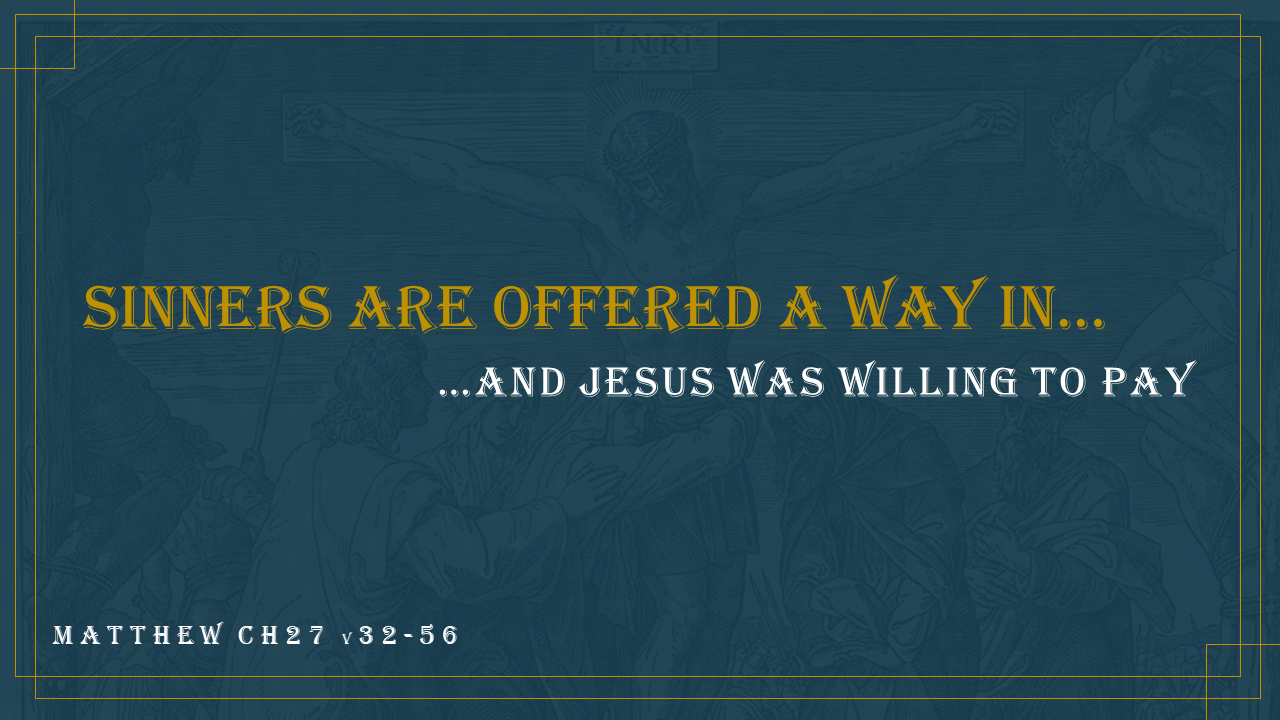 INRI
SINNERS ARE OFFERED A WAY IN...
...AND JESUS WAS WILLING TO PAY
MATTHEW CH27 V32-56